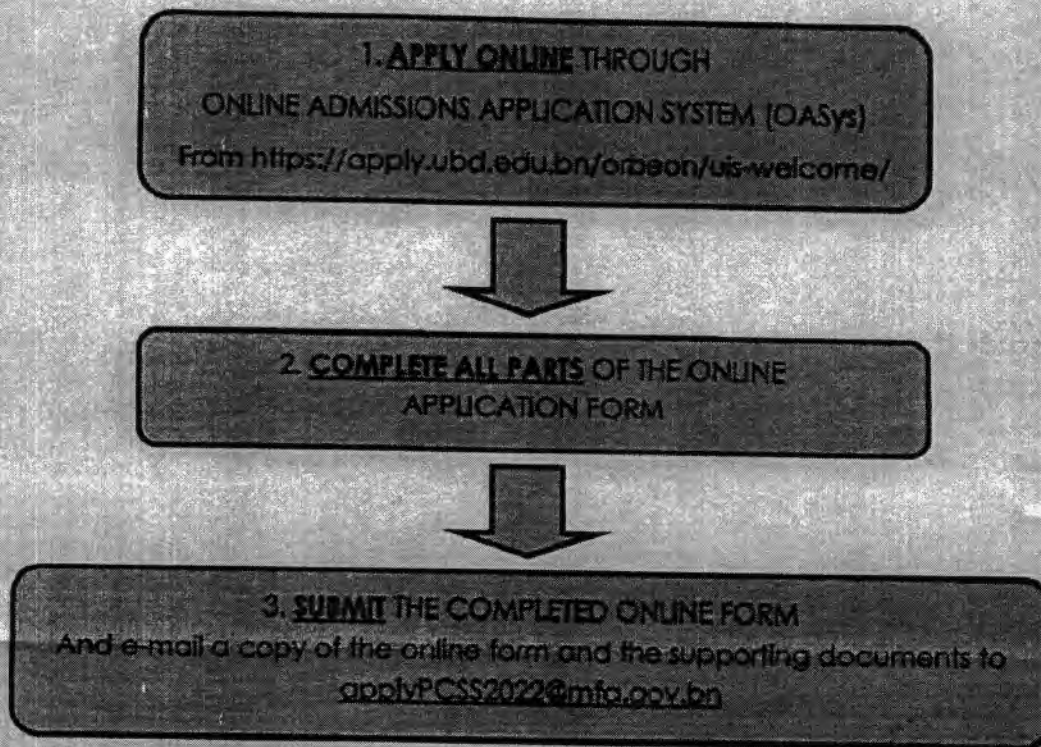 1. APPLY ONLINE THROUGH
ONLINE ADMISSIONS APPLICATION SYSTEM (OASys)
From https://apply.ubd.edu.bn/orbeon/uis-welcome/
2. COMPLETE ALL PARTS OF THE ONLINE
APPLICATION FORM
3. SUBMIT THE COMPLETED ONLINE FORM
And e-mail a copy of the online form and the supporting documents to
applyPCSS2022@mfa.gov.bn